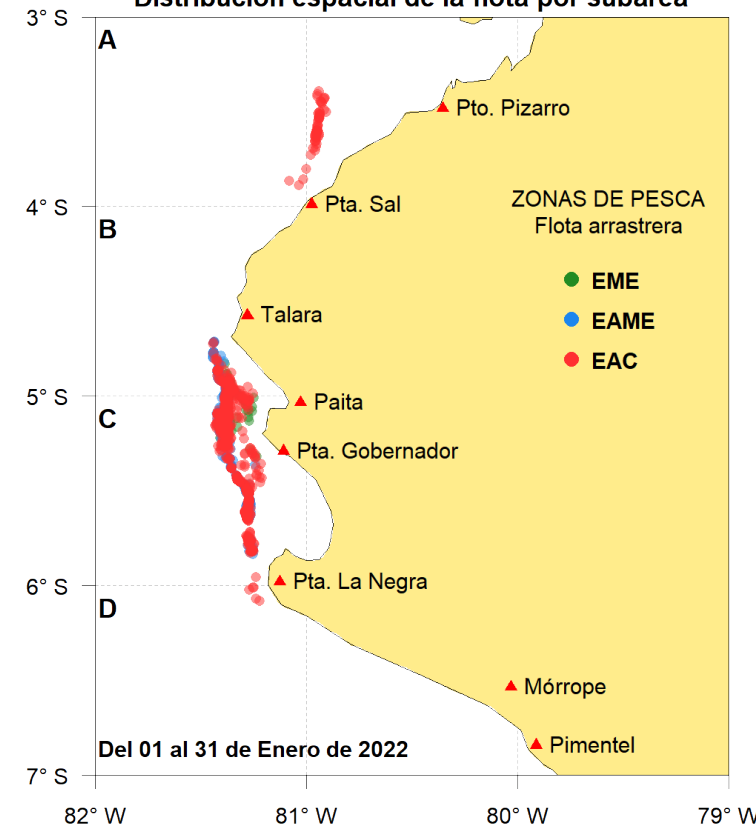 Distribución espacial de la flota por subárea
3° S
A
Pto. Pizarro
ZONAS DE PESCA
Flota arrastrera
4° S
Pta. Sal
B
EME
Talara
EAME
EAC
5° S
Paita
C
Pta. Gobernador
Pta. La Negra
6° S
D
Mórrope
Pimentel
Del 01 al 31 de Enero de 2022
7° S
82° W
81° W
80° W
79° W